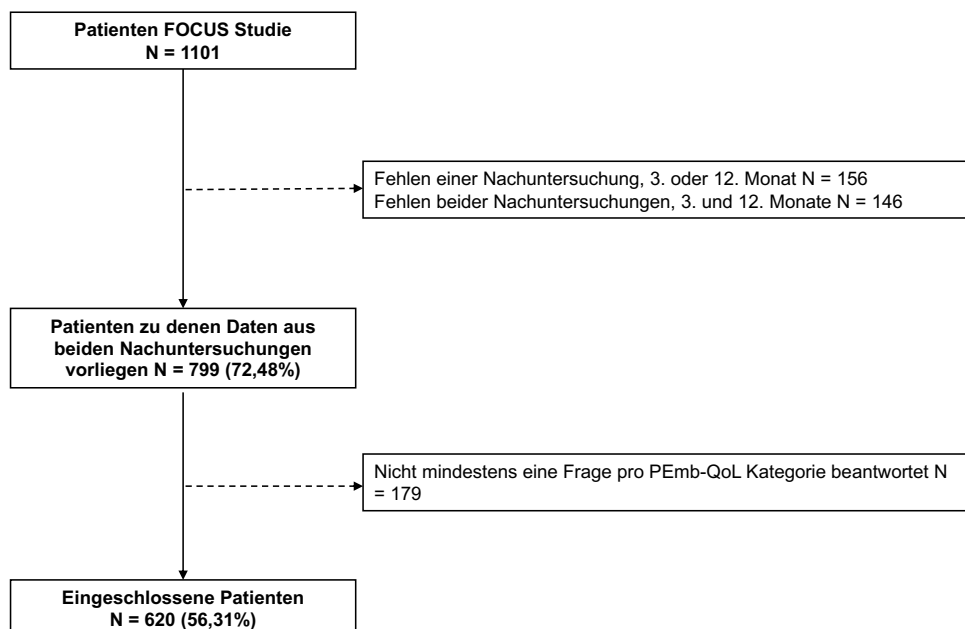 Patienten FOCUS Studie
N = 1101
Fehlen einer Nachuntersuchung, 3. oder 12. Monat N = 156
Fehlen beider Nachuntersuchungen, 3. und 12. Monate N = 146
Patienten zu denen Daten aus
beiden Nachuntersuchungen
vorliegen N = 799 (72,48%)
Nicht mindestens eine Frage pro PEmb-QoL Kategorie beantwortet N
= 179
Eingeschlossene Patienten
N = 620 (56,31%)